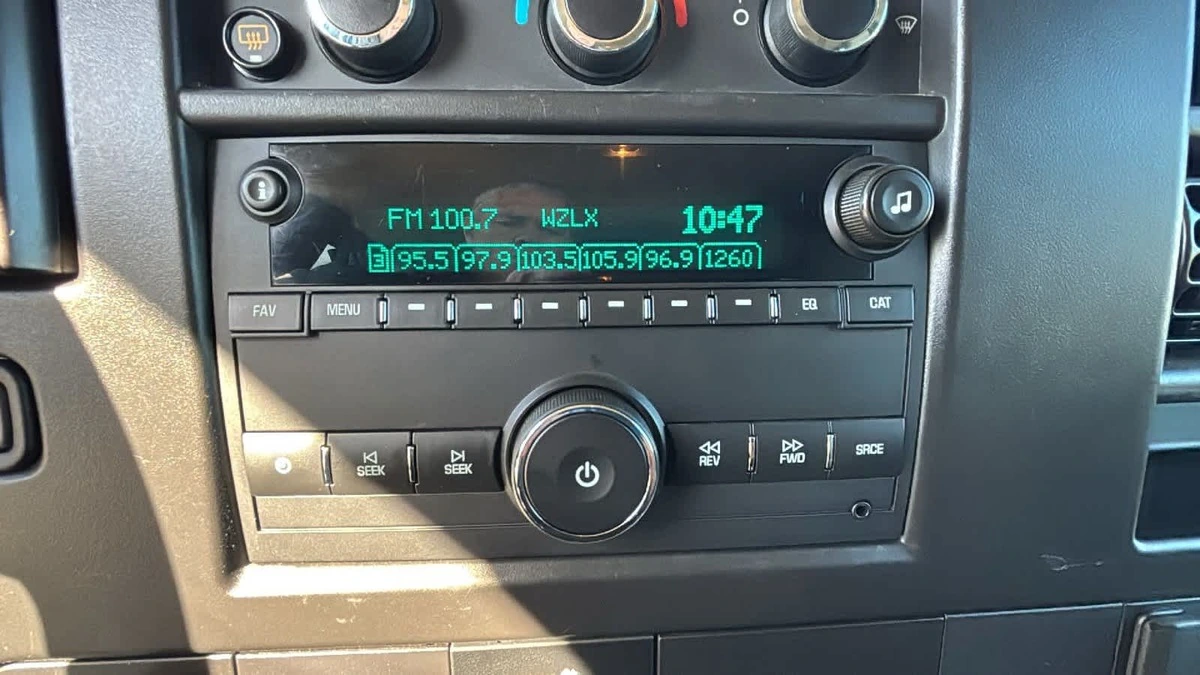 FM 100.7 WZLX 10:47
3 95.5 97.9 103.5 105.9 96.9 1260
FAV MENU EQ CAT
SEEK SEEK REV FWD SRCE